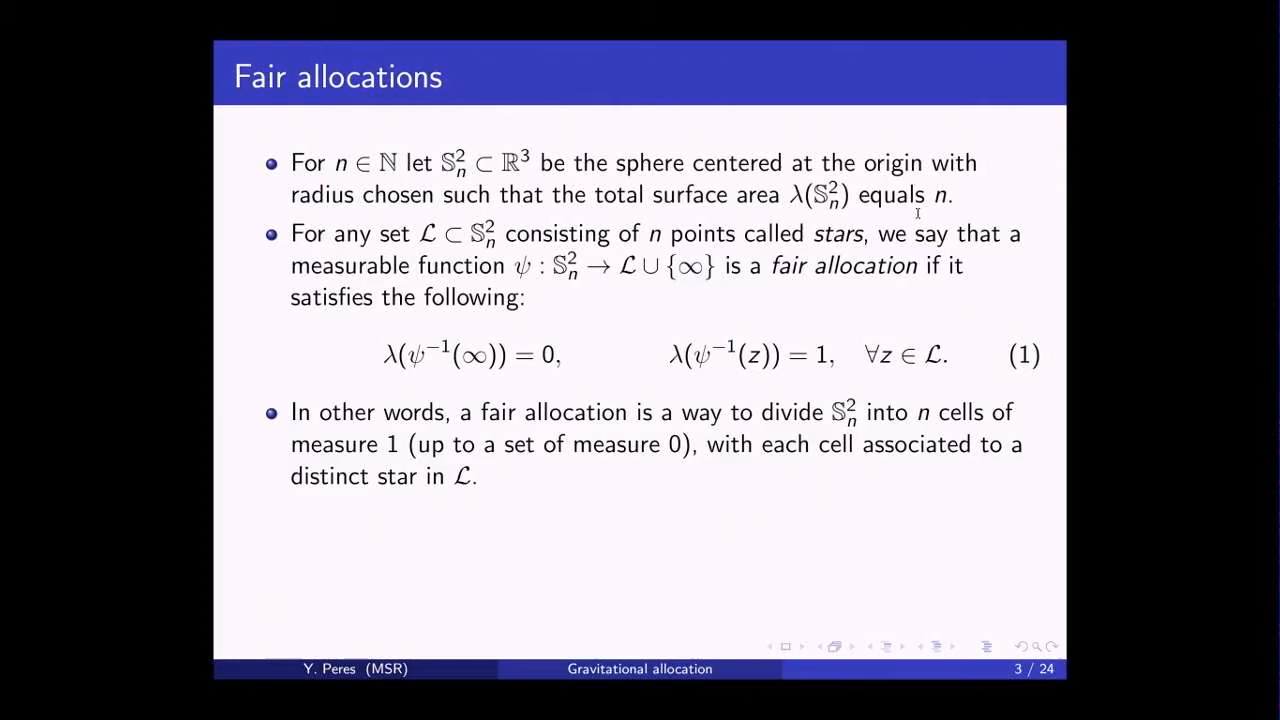 Fair allocations
For n ∈ ℕ let 𝕊²ₙ ⊂ ℝ³ be the sphere centered at the origin with
radius chosen such that the total surface area λ(𝕊²ₙ) equals n.
For any set ℒ ⊂ 𝕊²ₙ consisting of n points called stars, we say that a
measurable function ψ : 𝕊²ₙ → ℒ ∪ {∞} is a fair allocation if it
satisfies the following:
λ(ψ⁻¹(∞)) = 0, λ(ψ⁻¹(z)) = 1, ∀z ∈ ℒ. (1)
In other words, a fair allocation is a way to divide 𝕊²ₙ into n cells of
measure 1 (up to a set of measure 0), with each cell associated to a
distinct star in ℒ.
Y. Peres (MSR) Gravitational allocation 3 / 24